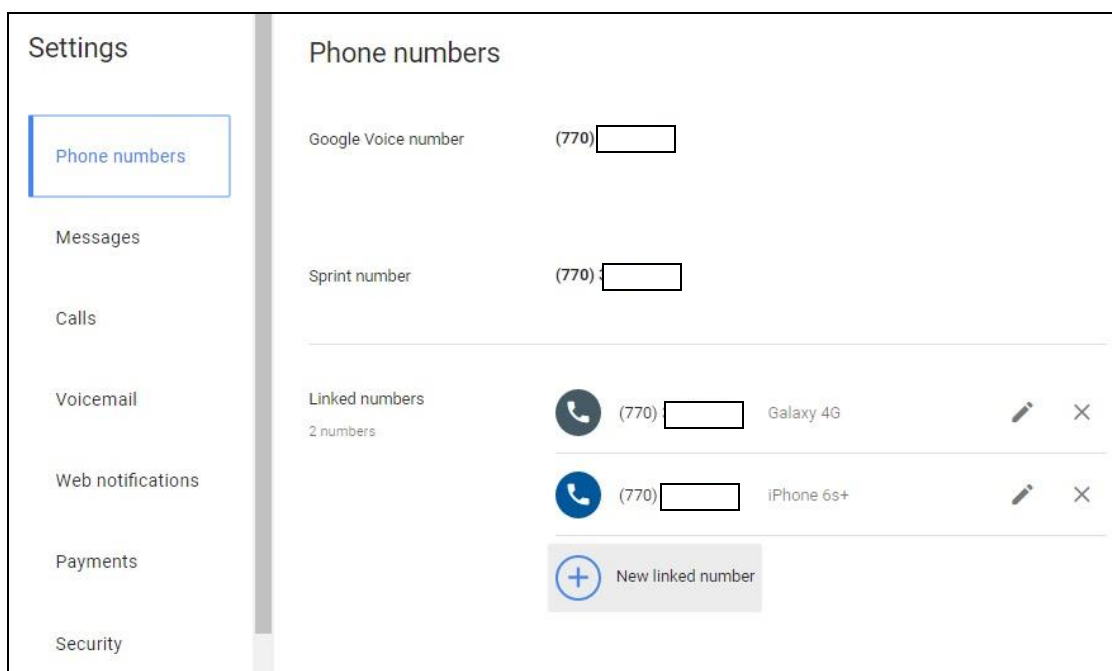 Settings
Phone numbers
Messages
Calls
Voicemail
Web notifications
Payments
Security
Phone numbers
Google Voice number (770)
Sprint number (770)
Linked numbers
2 numbers
(770) Galaxy 4G
(770) iPhone 6s+
New linked number